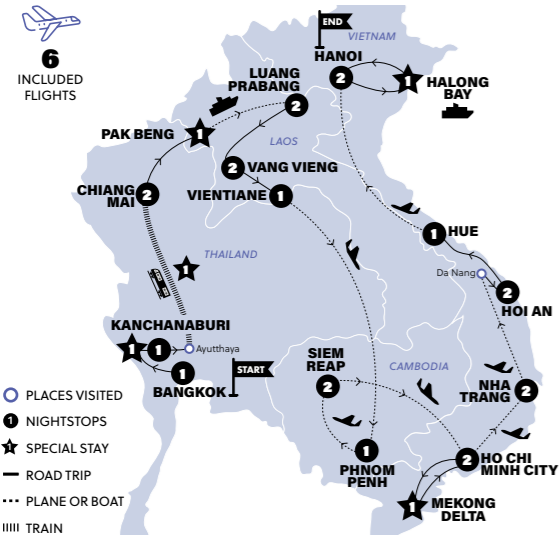 6
INCLUDED
FLIGHTS
END
VIETNAM
HANOI
2
1
HALONG
BAY
LUANG
PRABANG
2
PAK BENG
1
LAOS
2
VANG VIENG
CHIANG
MAI
2
VIENTIANE
1
1
HUE
THAILAND
1
Da Nang
2
HOI AN
KANCHANABURI
1
1
Ayutthaya
1
BANGKOK
START
SIEM
REAP
2
CAMBODIA
NHA
TRANG
2
1
PHNOM
PENH
2
HO CHI
MINH CITY
1
MEKONG
DELTA
PLACES VISITED
1 NIGHTSTOPS
1 SPECIAL STAY
ROAD TRIP
PLANE OR BOAT
TRAIN